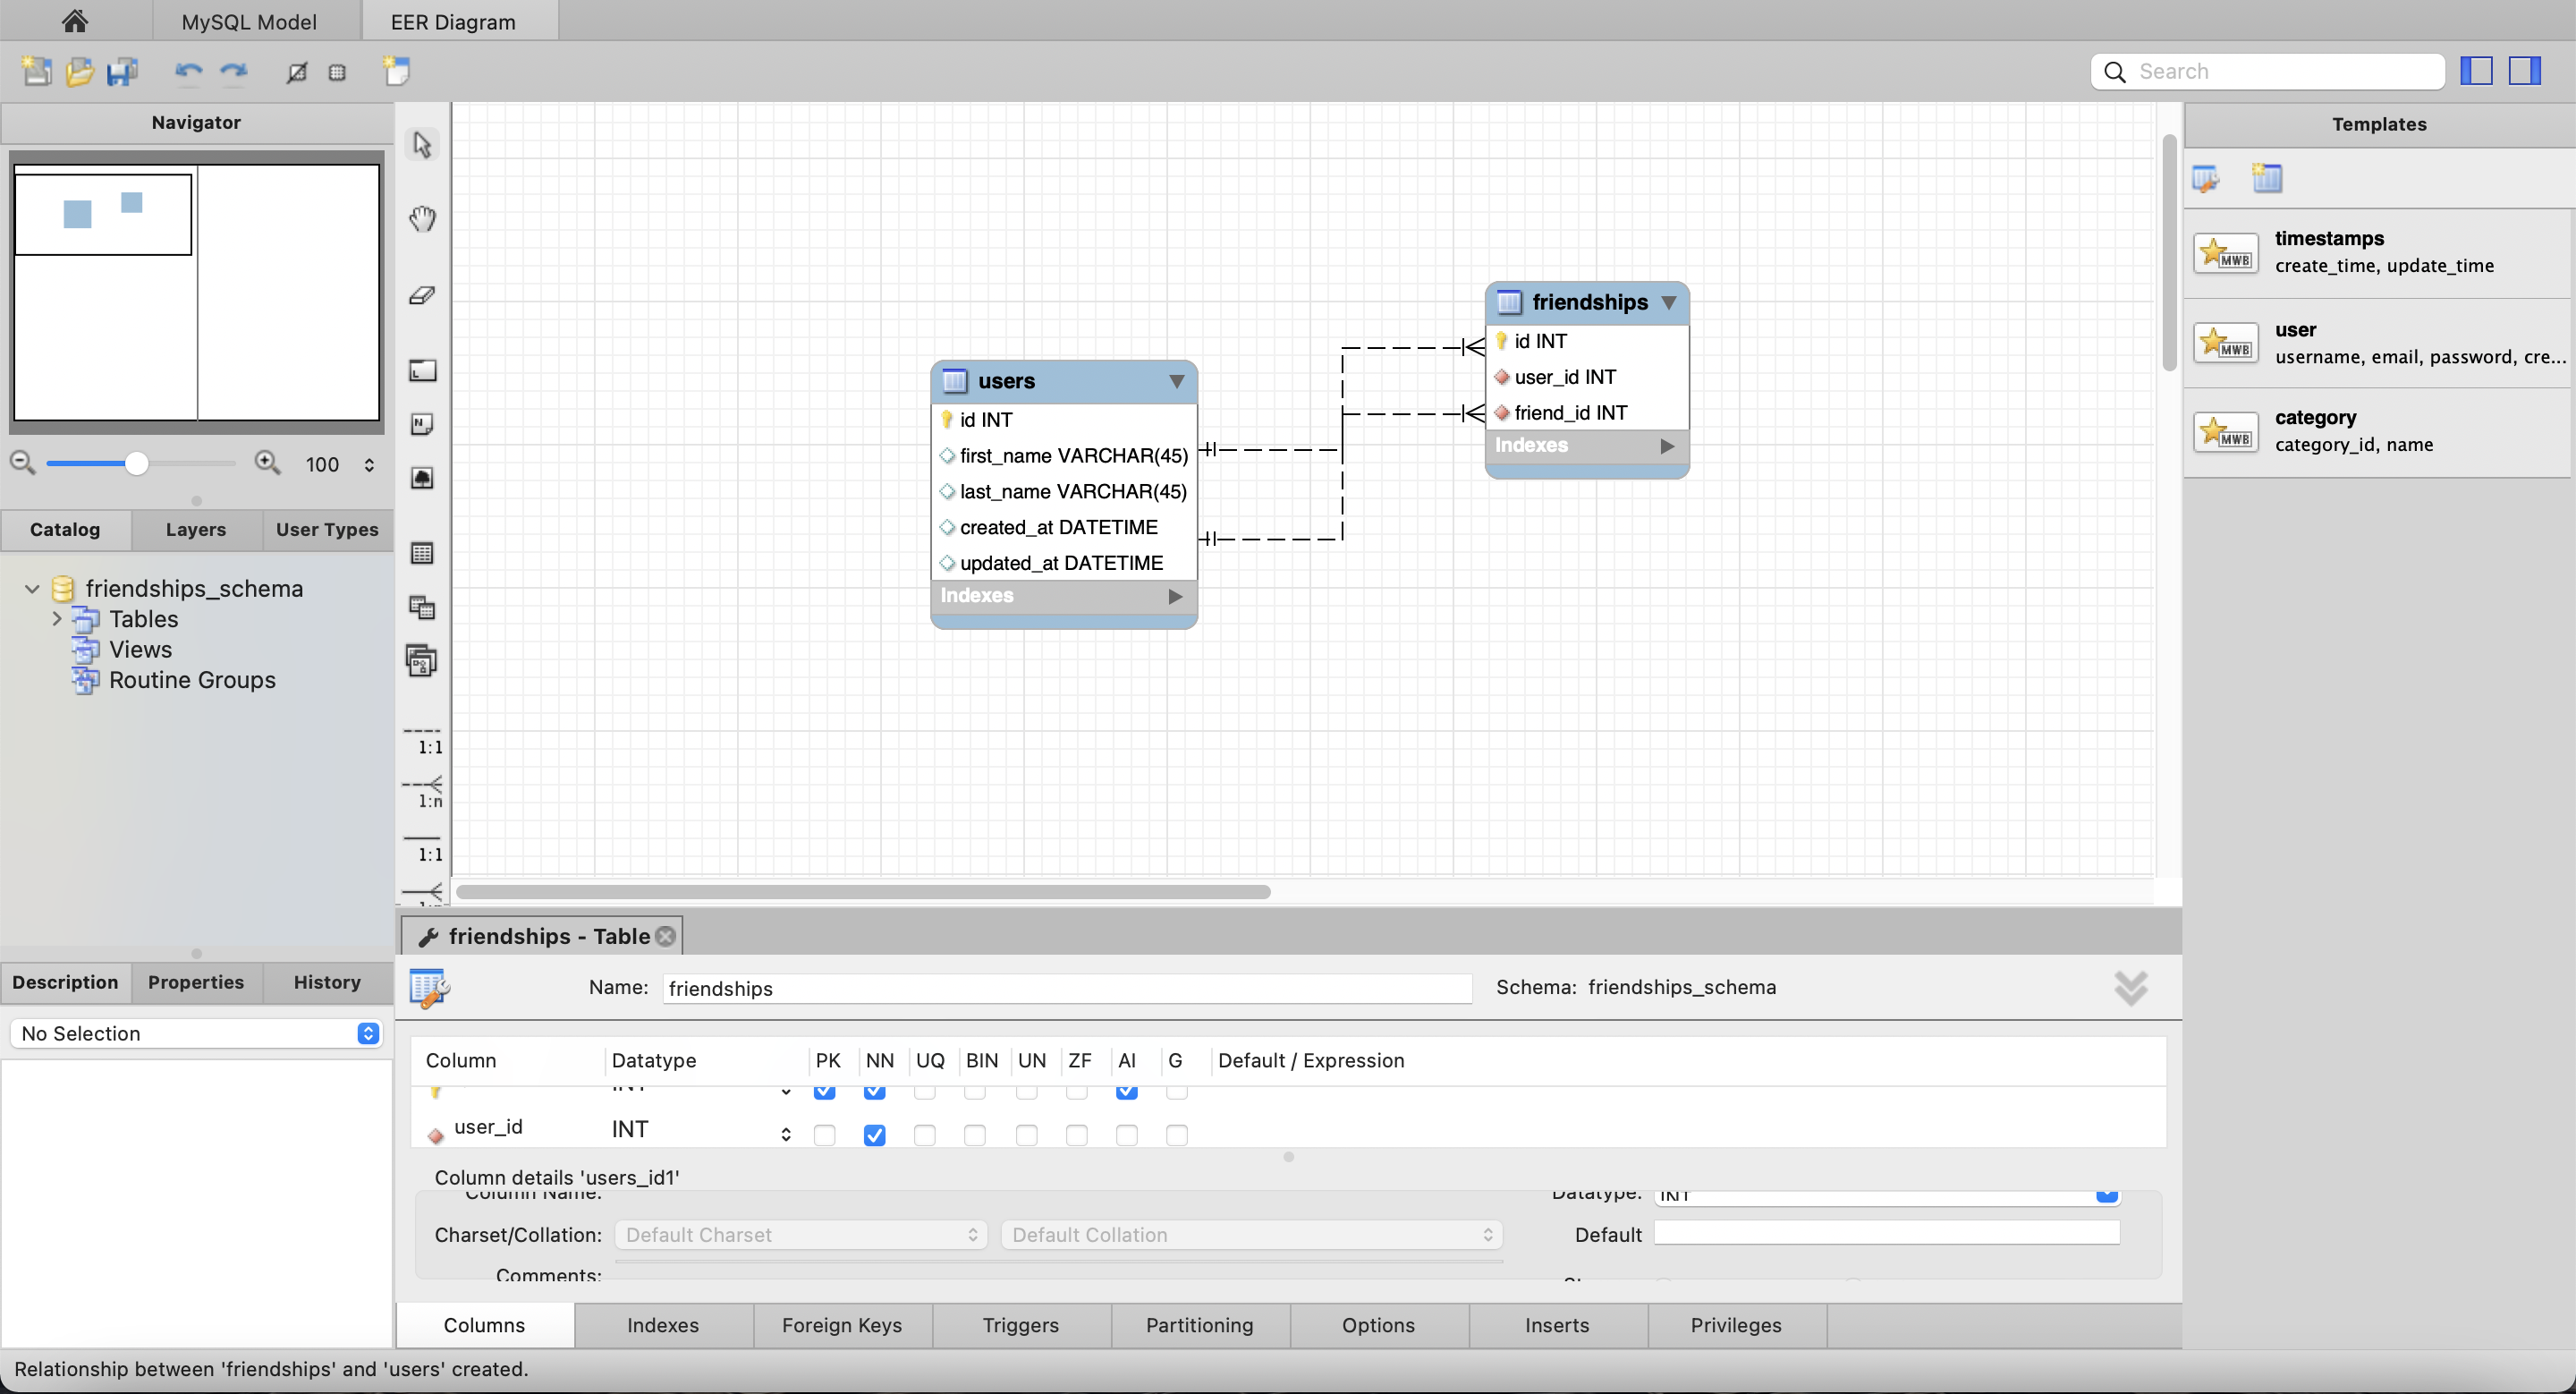 MySQL Model
EER Diagram
Search
Navigator
100
Catalog
Layers
User Types
friendships_schema
Tables
Views
Routine Groups
Description
Properties
History
No Selection
1:1
1:n
1:1
users
id INT
first_name VARCHAR(45)
last_name VARCHAR(45)
created_at DATETIME
updated_at DATETIME
Indexes
friendships
id INT
user_id INT
friend_id INT
Indexes
Templates
timestamps
create_time, update_time
user
username, email, password, cre...
category
category_id, name
friendships - Table
Name: friendships
Schema: friendships_schema
Column Datatype PK NN UQ BIN UN ZF AI G Default / Expression
INT
user_id INT
Column details 'users_id1'
Column Name:
Datatype: INT
Charset/Collation: Default Charset Default Collation
Default
Comments:
Columns
Indexes
Foreign Keys
Triggers
Partitioning
Options
Inserts
Privileges
Relationship between 'friendships' and 'users' created.